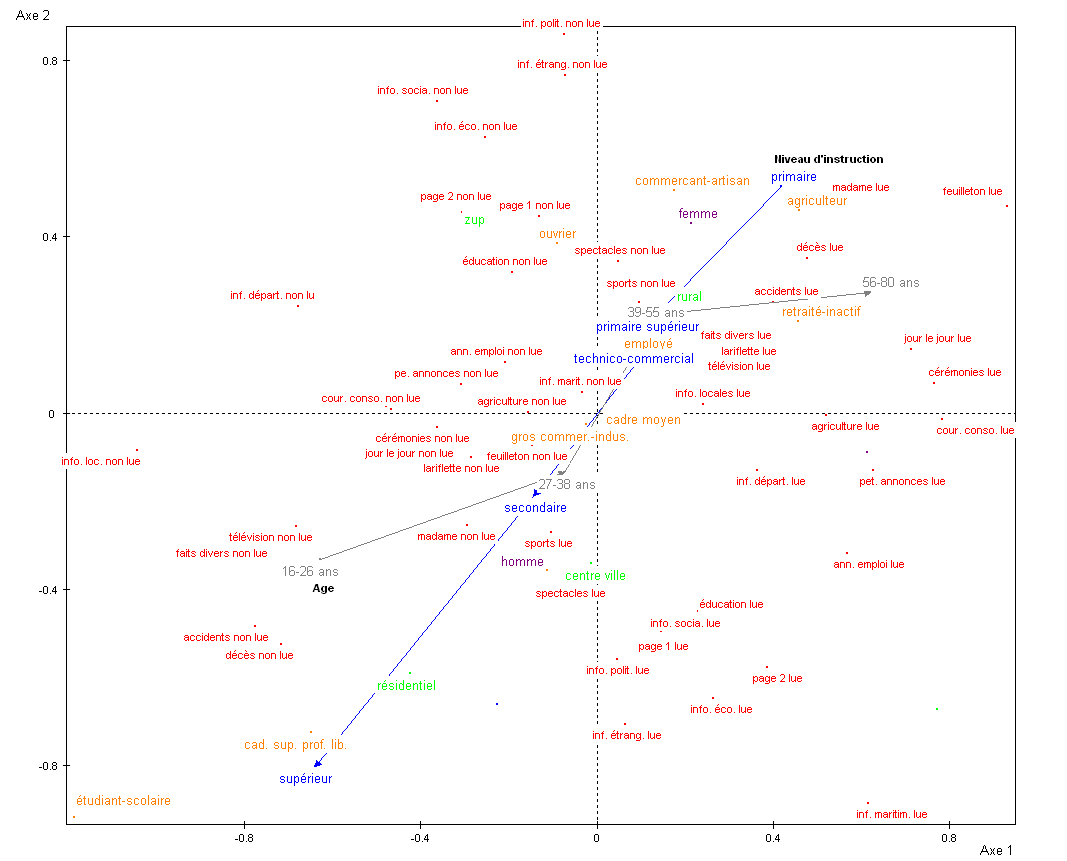 Axe 2
inf. polit. non lue
0.8
inf. étrang. non lue
info. socia. non lue
info. éco. non lue
Niveau d'instruction
primaire
commerçant-artisan
madame lue
feuilleton lue
page 2 non lue
agriculteur
page 1 non lue
femme
zup
0.4
ouvrier
spectacles non lue
décès lue
éducation non lue
sports non lue
56-80 ans
inf. départ. non lu
rural
accidents lue
39-55 ans
retraité-inactif
primaire supérieur
faits divers lue
jour le jour lue
employé
ann. emploi non lue
lariflette lue
technico-commercial
télévision lue
pe. annonces non lue
cérémonies lue
inf. marit. non lue
info. locales lue
cour. conso. non lue
agriculture non lue
0
cadre moyen
agriculture lue
cour. conso. lue
cérémonies non lue
gros commer.-indus.
jour le jour non lue
feuilleton non lue
info. loc. non lue
lariflette non lue
27-38 ans
inf. départ. lue
pet. annonces lue
secondaire
télévision non lue
madame non lue
sports lue
faits divers non lue
homme
ann. emploi lue
16-26 ans
centre ville
Age
-0.4
spectacles lue
éducation lue
info. socia. lue
accidents non lue
page 1 lue
décès non lue
info. polit. lue
page 2 lue
résidentiel
info. éco. lue
inf. étrang. lue
cad. sup. prof. lib.
-0.8
supérieur
étudiant-scolaire
inf. maritim. lue
-0.8
-0.4
0
0.4
0.8
Axe 1